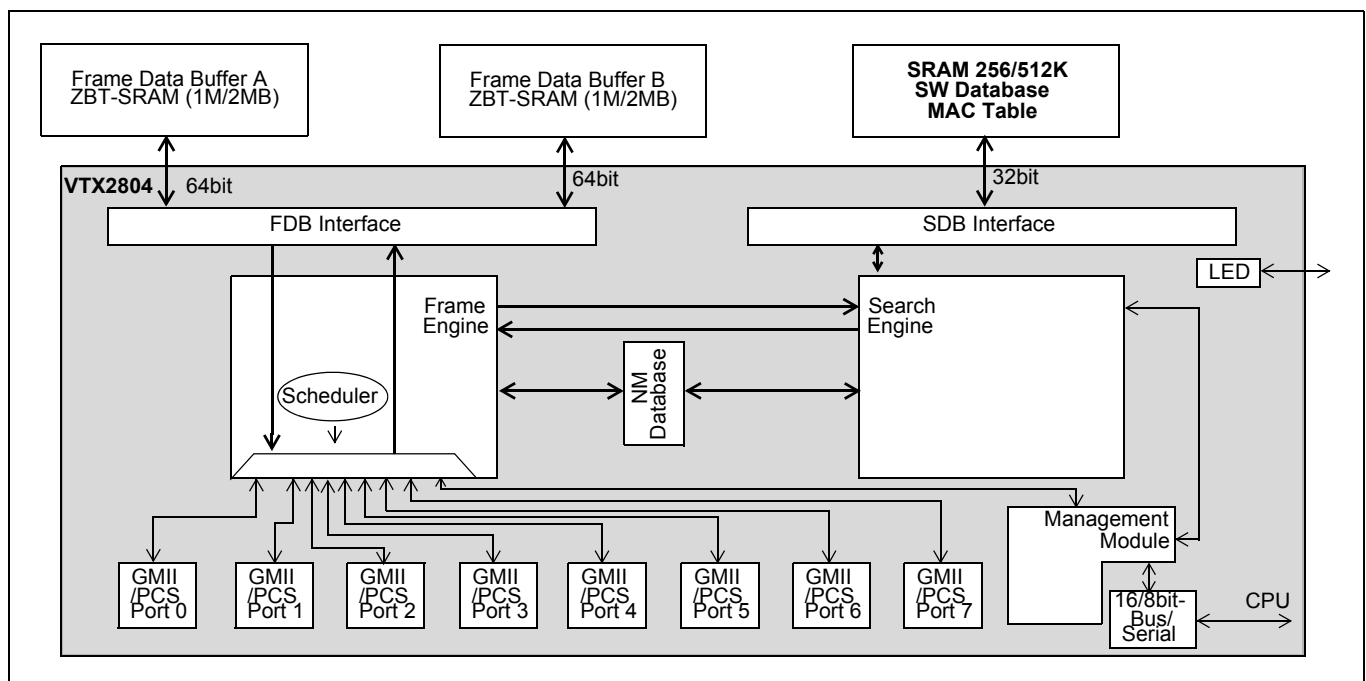 Frame Data Buffer A
ZBT-SRAM (1M/2MB)
Frame Data Buffer B
ZBT-SRAM (1M/2MB)
SRAM 256/512K
SW Database
MAC Table
VTX2804
64bit
64bit
32bit
FDB Interface
SDB Interface
LED
Frame
Engine
Search
Engine
Scheduler
NM
Database
Management
Module
GMII
/PCS
Port 0
GMII
/PCS
Port 1
GMII
/PCS
Port 2
GMII
/PCS
Port 3
GMII
/PCS
Port 4
GMII
/PCS
Port 5
GMII
/PCS
Port 6
GMII
/PCS
Port 7
16/8bit-
Bus/
Serial
CPU